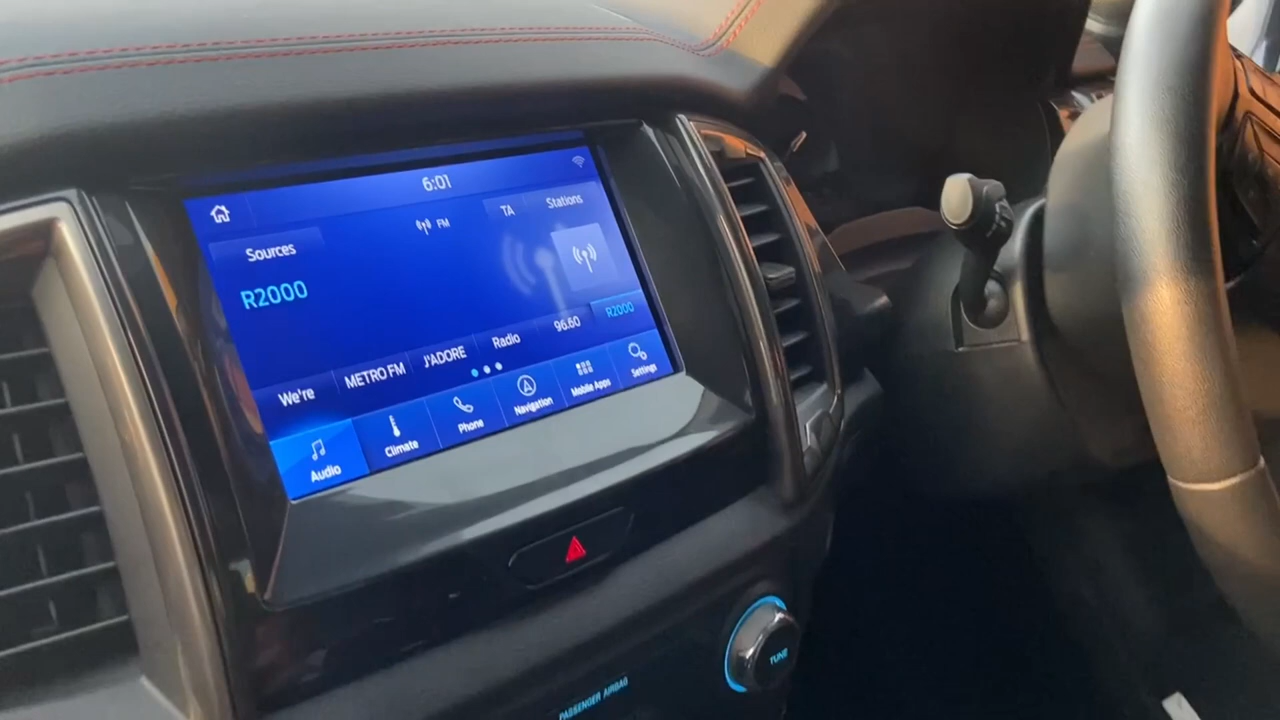 6:01
FM
TA
Stations
Sources
R2000
We're
METRO FM
J'ADORE
Radio
96.60
R2000
Audio
Climate
Phone
Navigation
Mobile Apps
Settings
TUNE
PASSENGER AIRBAG